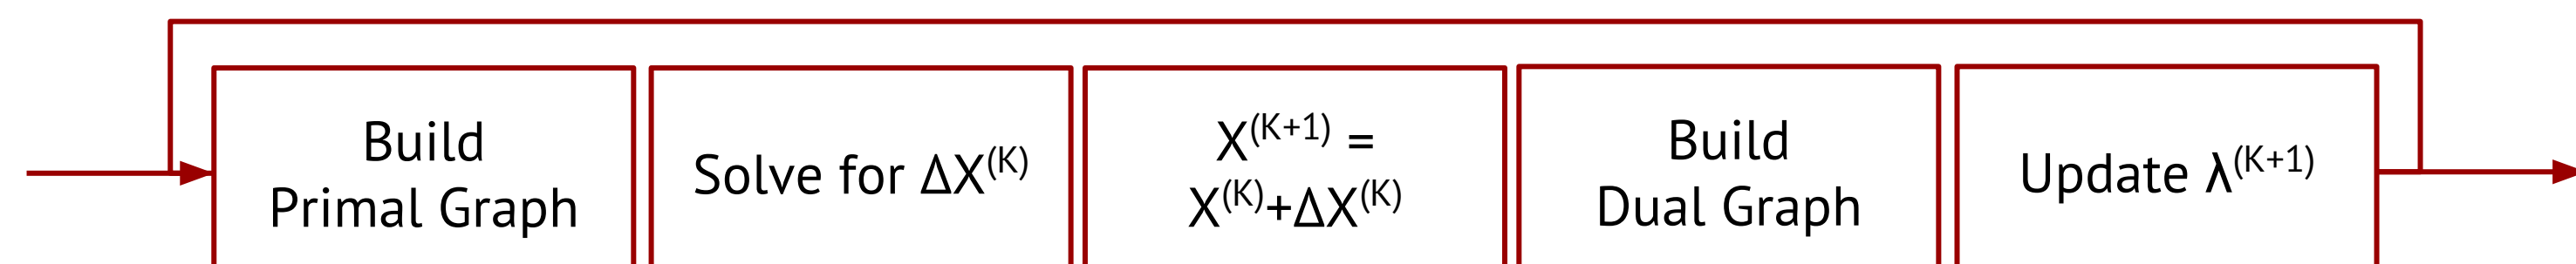 Build
Primal Graph
Solve for ΔX^(K)
X^(K+1) =
X^(K)+ΔX^(K)
Build
Dual Graph
Update λ^(K+1)